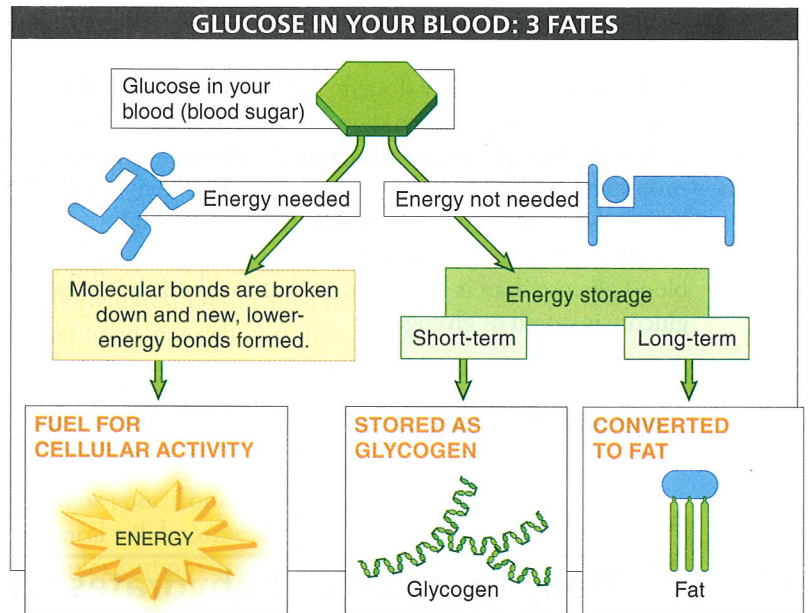 GLUCOSE IN YOUR BLOOD: 3 FATES
Glucose in your
blood (blood sugar)
Energy needed
Energy not needed
Molecular bonds are broken
down and new, lower-
energy bonds formed.
Energy storage
Short-term
Long-term
FUEL FOR
CELLULAR ACTIVITY
ENERGY
STORED AS
GLYCOGEN
Glycogen
CONVERTED
TO FAT
Fat